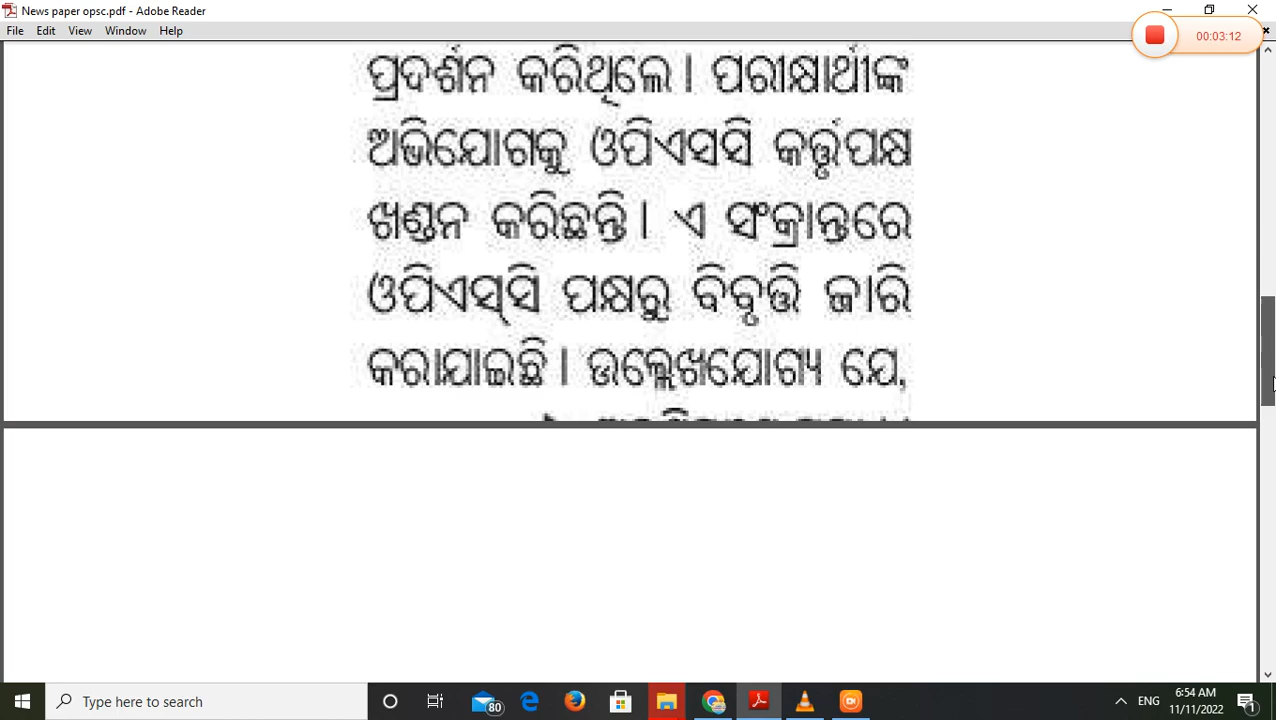 News paper opsc.pdf - Adobe Reader
File Edit View Window Help
00:03:12
ପ୍ରଦର୍ଶନ କରିଥିଲେ। ପରୀକ୍ଷାର୍ଥୀଙ୍କ
ଅଭିଯୋଗକୁ ଓପିଏସସି କର୍ତ୍ତୃପକ୍ଷ
ଖଣ୍ଡନ କରିଛନ୍ତି। ଏ ସଂକ୍ରାନ୍ତରେ
ଓପିଏସ୍‌ସି ପକ୍ଷରୁ ବିବୃତ୍ତି ଜାରି
କରାଯାଇଛି। ଉଲ୍ଲେଖଯୋଗ୍ୟ ଯେ,
Type here to search
80
ENG
6:54 AM
11/11/2022
1